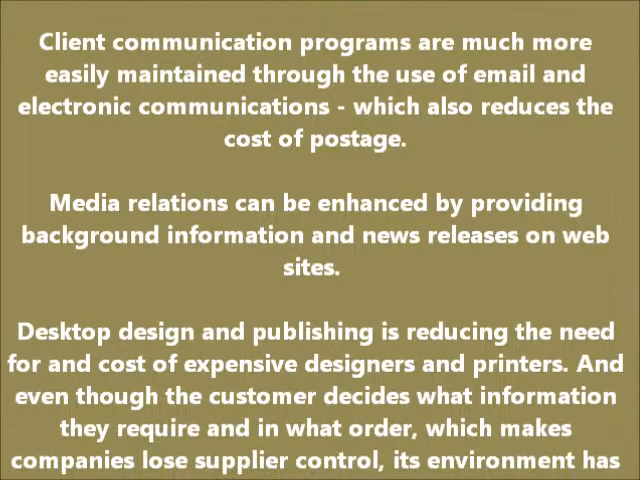 Client communication programs are much more
easily maintained through the use of email and
electronic communications - which also reduces the
cost of postage.
Media relations can be enhanced by providing
background information and news releases on web
sites.
Desktop design and publishing is reducing the need
for and cost of expensive designers and printers. And
even though the customer decides what information
they require and in what order, which makes
companies lose supplier control, its environment has